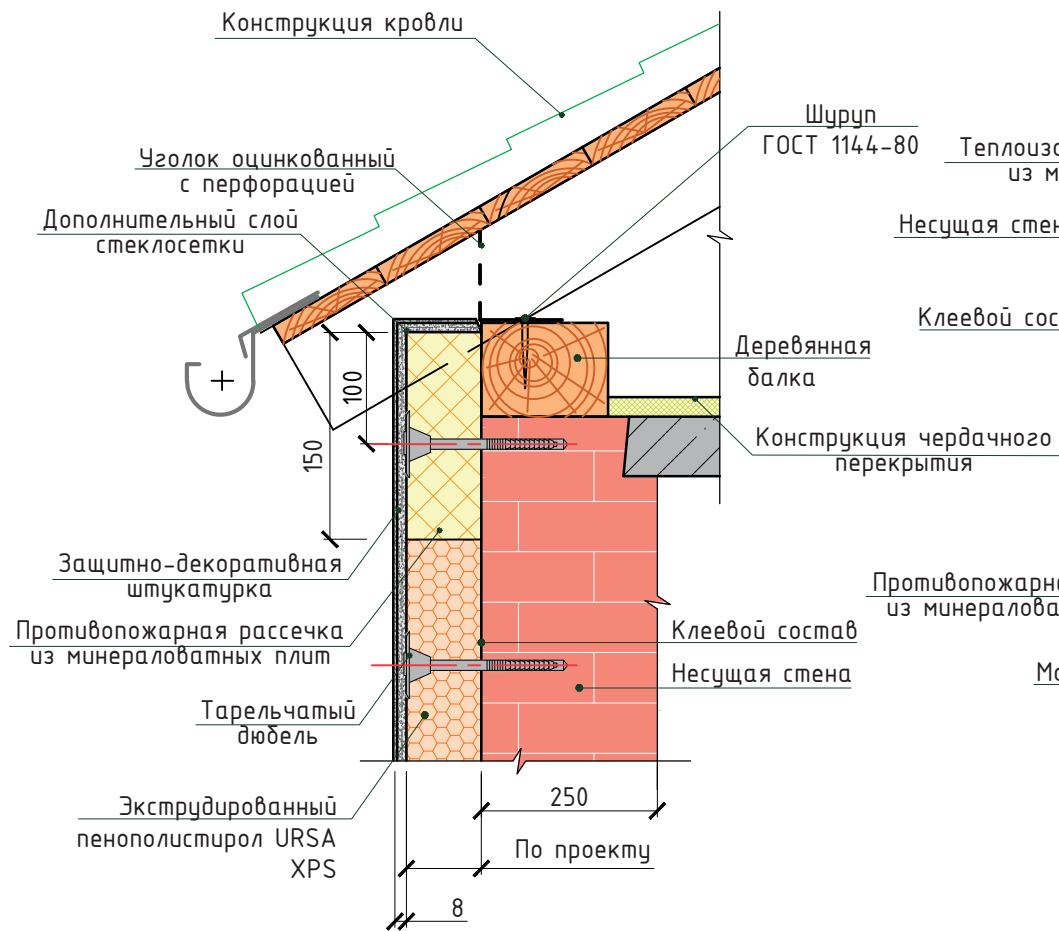 Конструкция кровли
Шуруп
ГОСТ 1144-80
Уголок оцинкованный
с перфорацией
Дополнительный слой
стеклосетки
Деревянная
балка
100
150
Конструкция чердачного
перекрытия
Защитно-декоративная
штукатурка
Противопожарная рассечка
из минераловатных плит
Клеевой состав
Несущая стена
Тарельчатый
дюбель
Экструдированный
пенополистирол URSA
XPS
250
По проекту
8
из м
Несущая
Клеевой